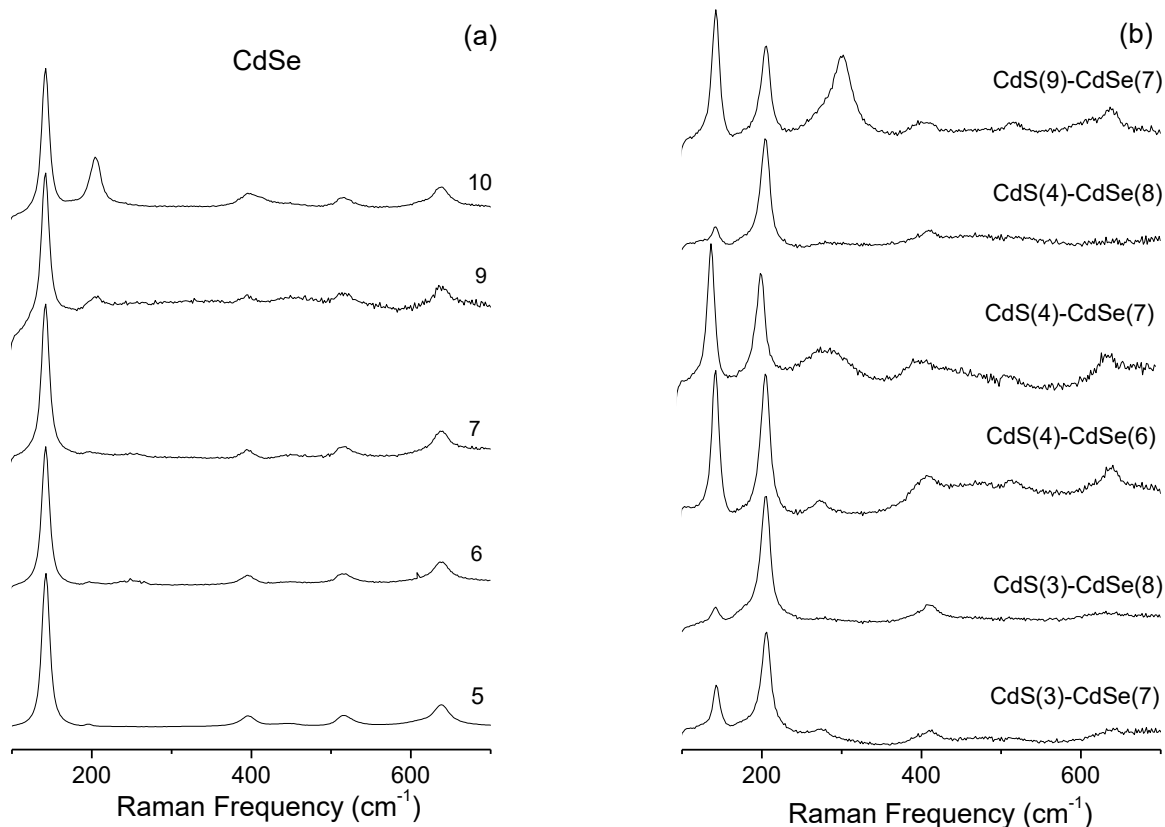 (a)
CdSe
10
9
7
6
5
200 400 600
Raman Frequency (cm⁻¹)
(b)
CdS(9)-CdSe(7)
CdS(4)-CdSe(8)
CdS(4)-CdSe(7)
CdS(4)-CdSe(6)
CdS(3)-CdSe(8)
CdS(3)-CdSe(7)
200 400 600
Raman Frequency (cm⁻¹)